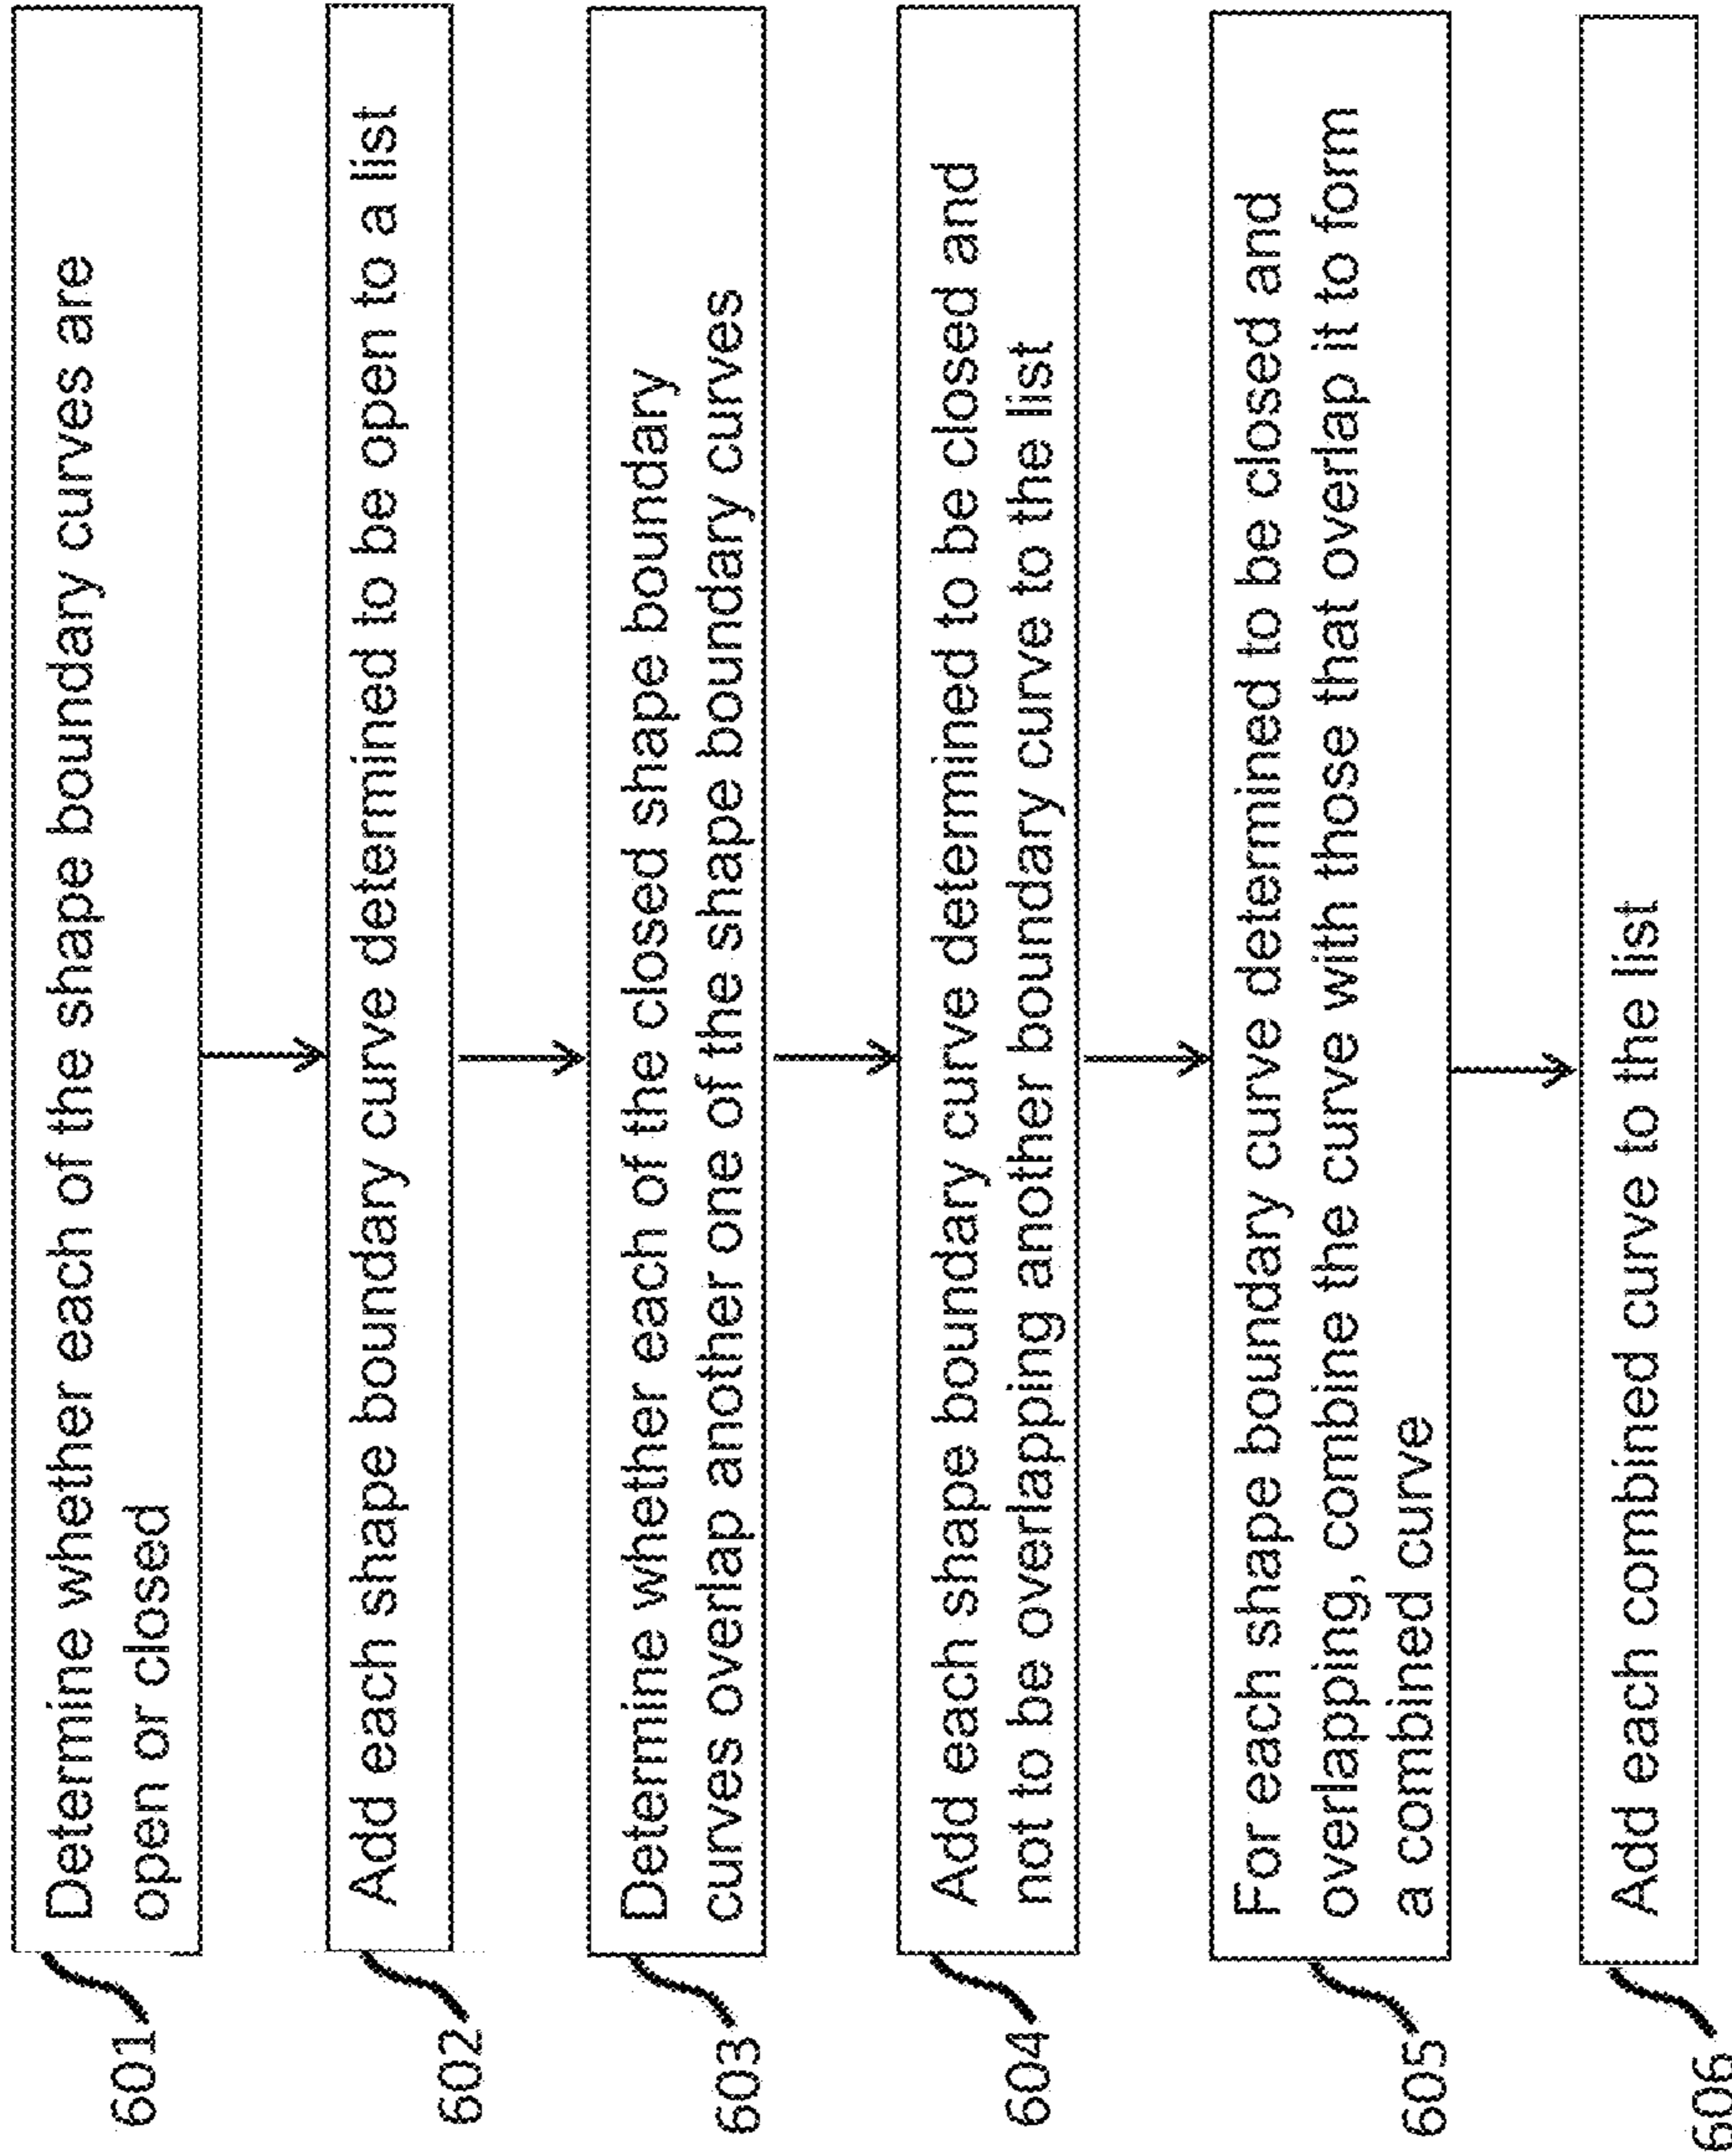 601
Determine whether each of the shape boundary curves are
open or closed
602
Add each shape boundary curve determined to be open to a list
603
Determine whether each of the closed shape boundary
curves overlap another one of the shape boundary curves
604
Add each shape boundary curve determined to be closed and
not to be overlapping another boundary curve to the list
605
For each shape boundary curve determined to be closed and
overlapping, combine the curve with those that overlap it to form
a combined curve
606
Add each combined curve to the list